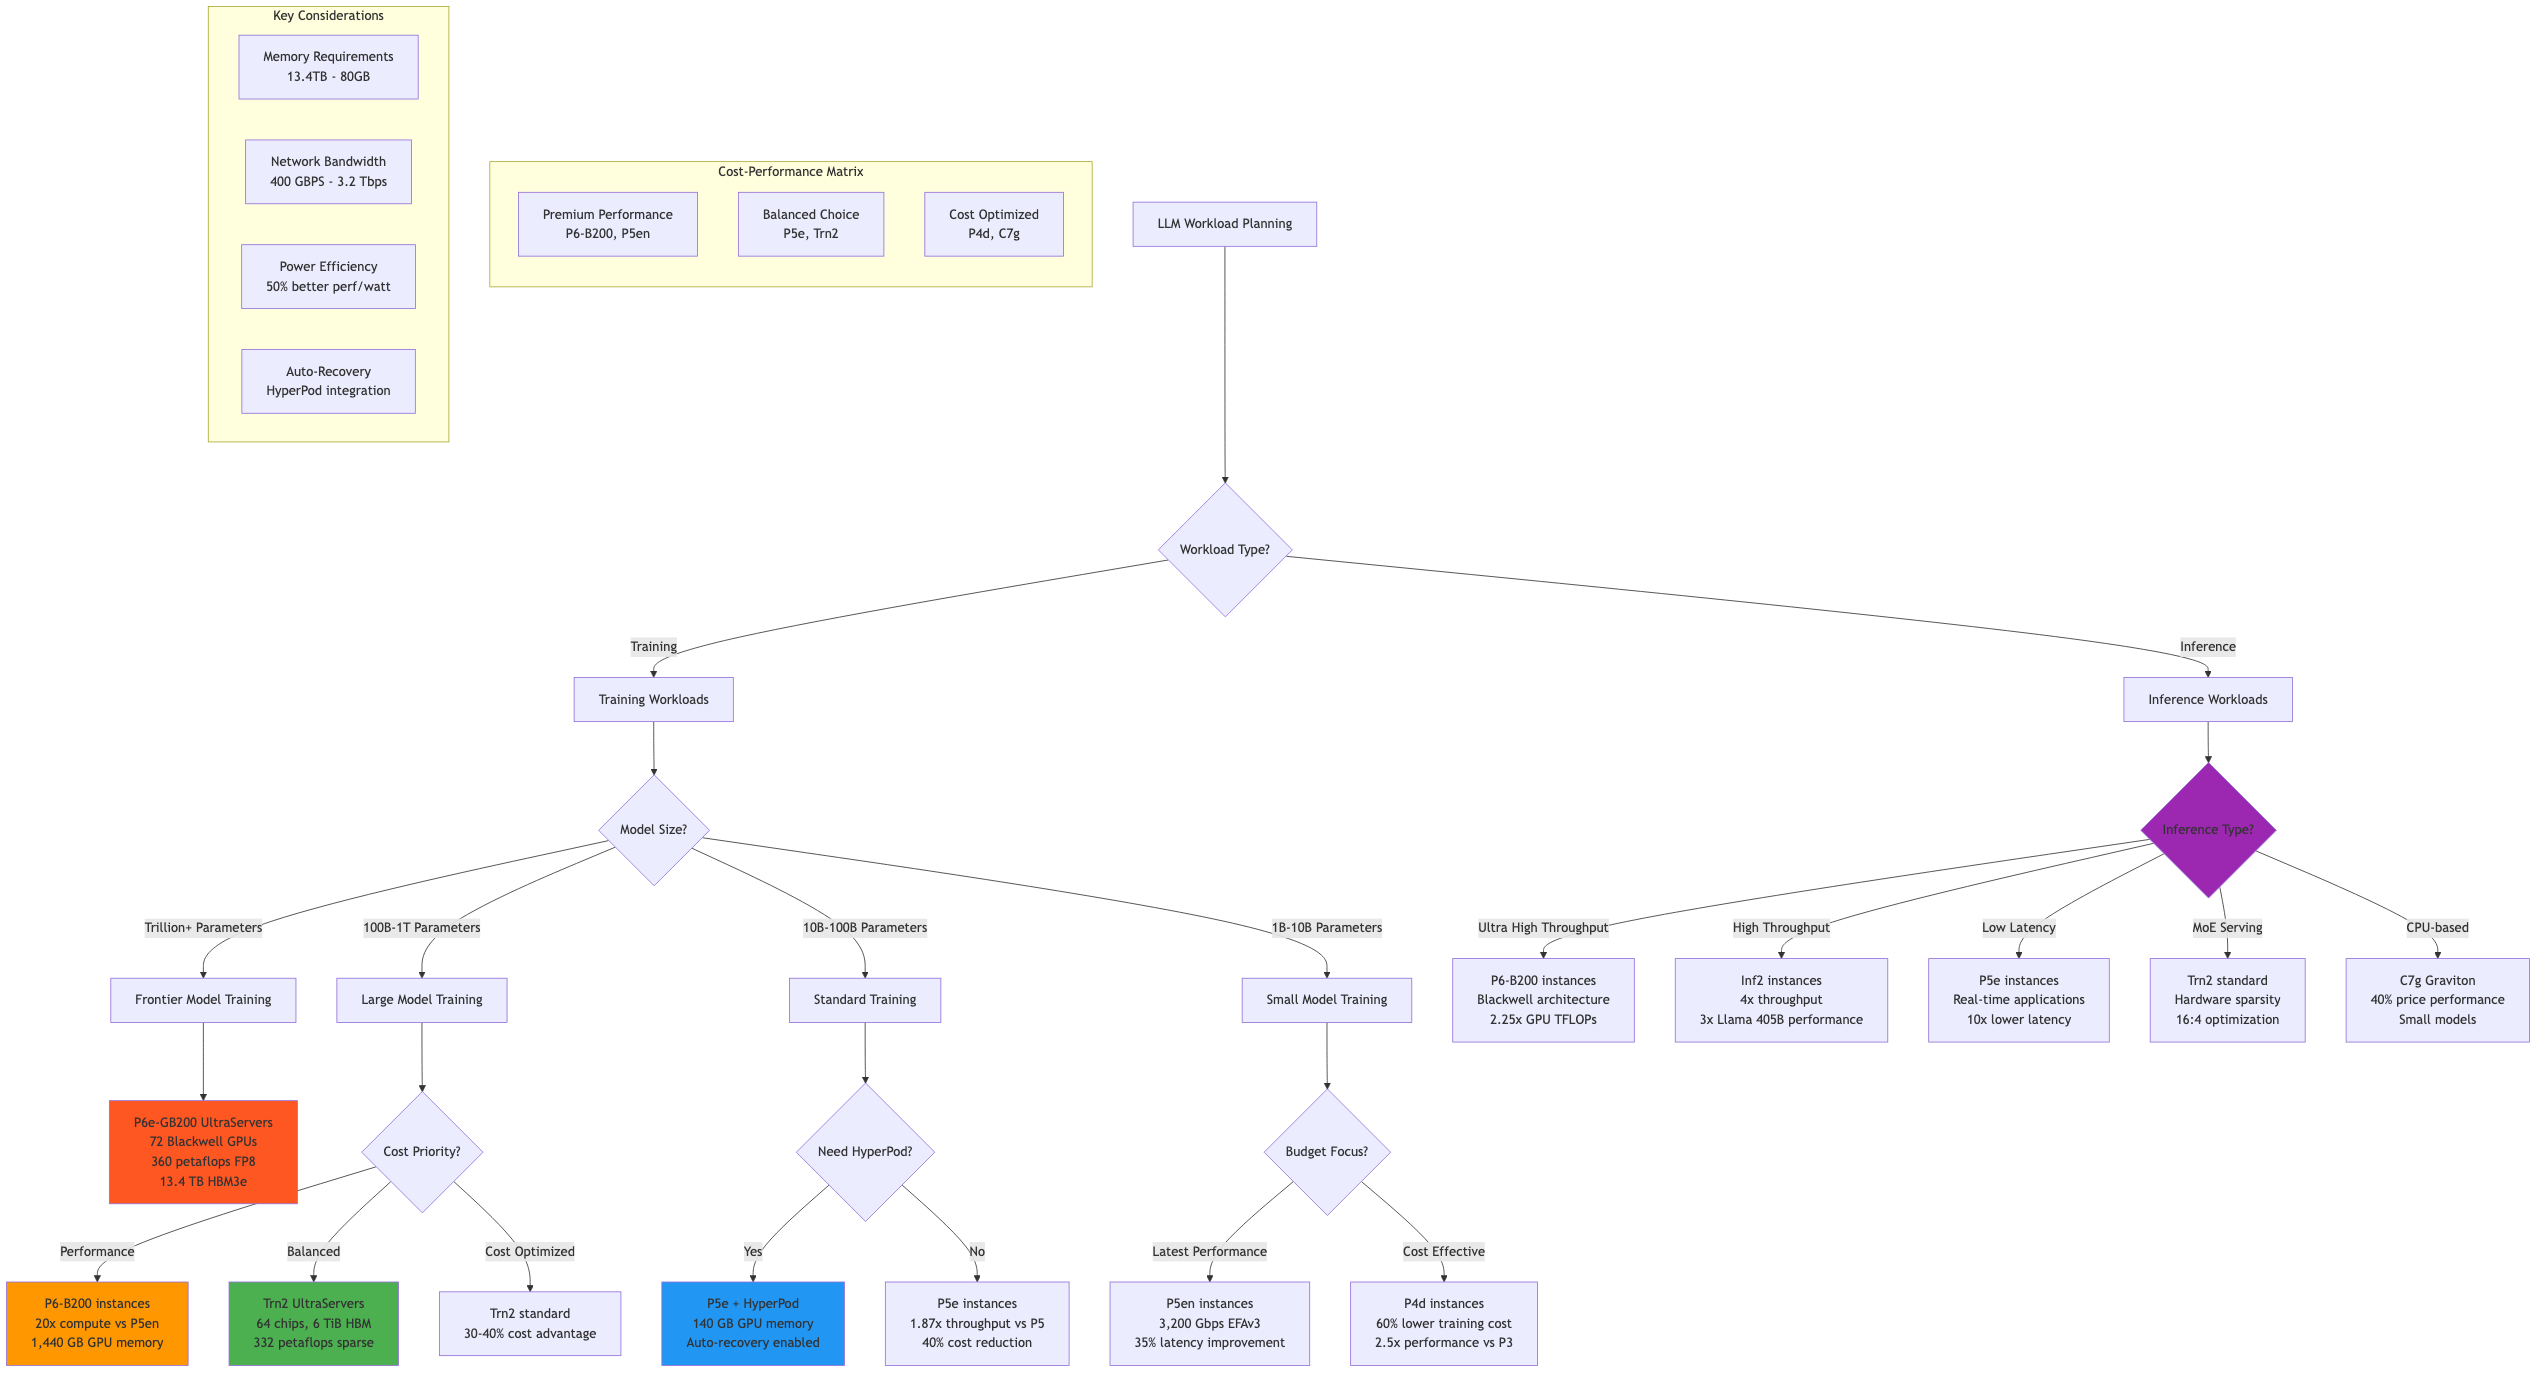 Key Considerations
Memory Requirements
13.4TB - 80GB
Network Bandwidth
400 GBPS - 3.2 Tbps
Power Efficiency
50% better perf/watt
Auto-Recovery
HyperPod integration
Cost-Performance Matrix
Premium Performance
P6-B200, P5en
Balanced Choice
P5e, Trn2
Cost Optimized
P4d, C7g
LLM Workload Planning
Workload Type?
Training
Inference
Training Workloads
Inference Workloads
Model Size?
Inference Type?
Trillion+ Parameters
100B-1T Parameters
10B-100B Parameters
1B-10B Parameters
Ultra High Throughput
High Throughput
Low Latency
MoE Serving
CPU-based
Frontier Model Training
Large Model Training
Standard Training
Small Model Training
P6-B200 instances
Blackwell architecture
2.25x GPU TFLOPs
Inf2 instances
4x throughput
3x Llama 405B performance
P5e instances
Real-time applications
10x lower latency
Trn2 standard
Hardware sparsity
16:4 optimization
C7g Graviton
40% price performance
Small models
P6e-GB200 UltraServers
72 Blackwell GPUs
360 petaflops FP8
13.4 TB HBM3e
Cost Priority?
Need HyperPod?
Budget Focus?
Performance
Balanced
Cost Optimized
Yes
No
Latest Performance
Cost Effective
P6-B200 instances
20x compute vs P5en
1,440 GB GPU memory
Trn2 UltraServers
64 chips, 6 TiB HBM
332 petaflops sparse
Trn2 standard
30-40% cost advantage
P5e + HyperPod
140 GB GPU memory
Auto-recovery enabled
P5e instances
1.87x throughput vs P5
40% cost reduction
P5en instances
3,200 Gbps EFAv3
35% latency improvement
P4d instances
60% lower training cost
2.5x performance vs P3